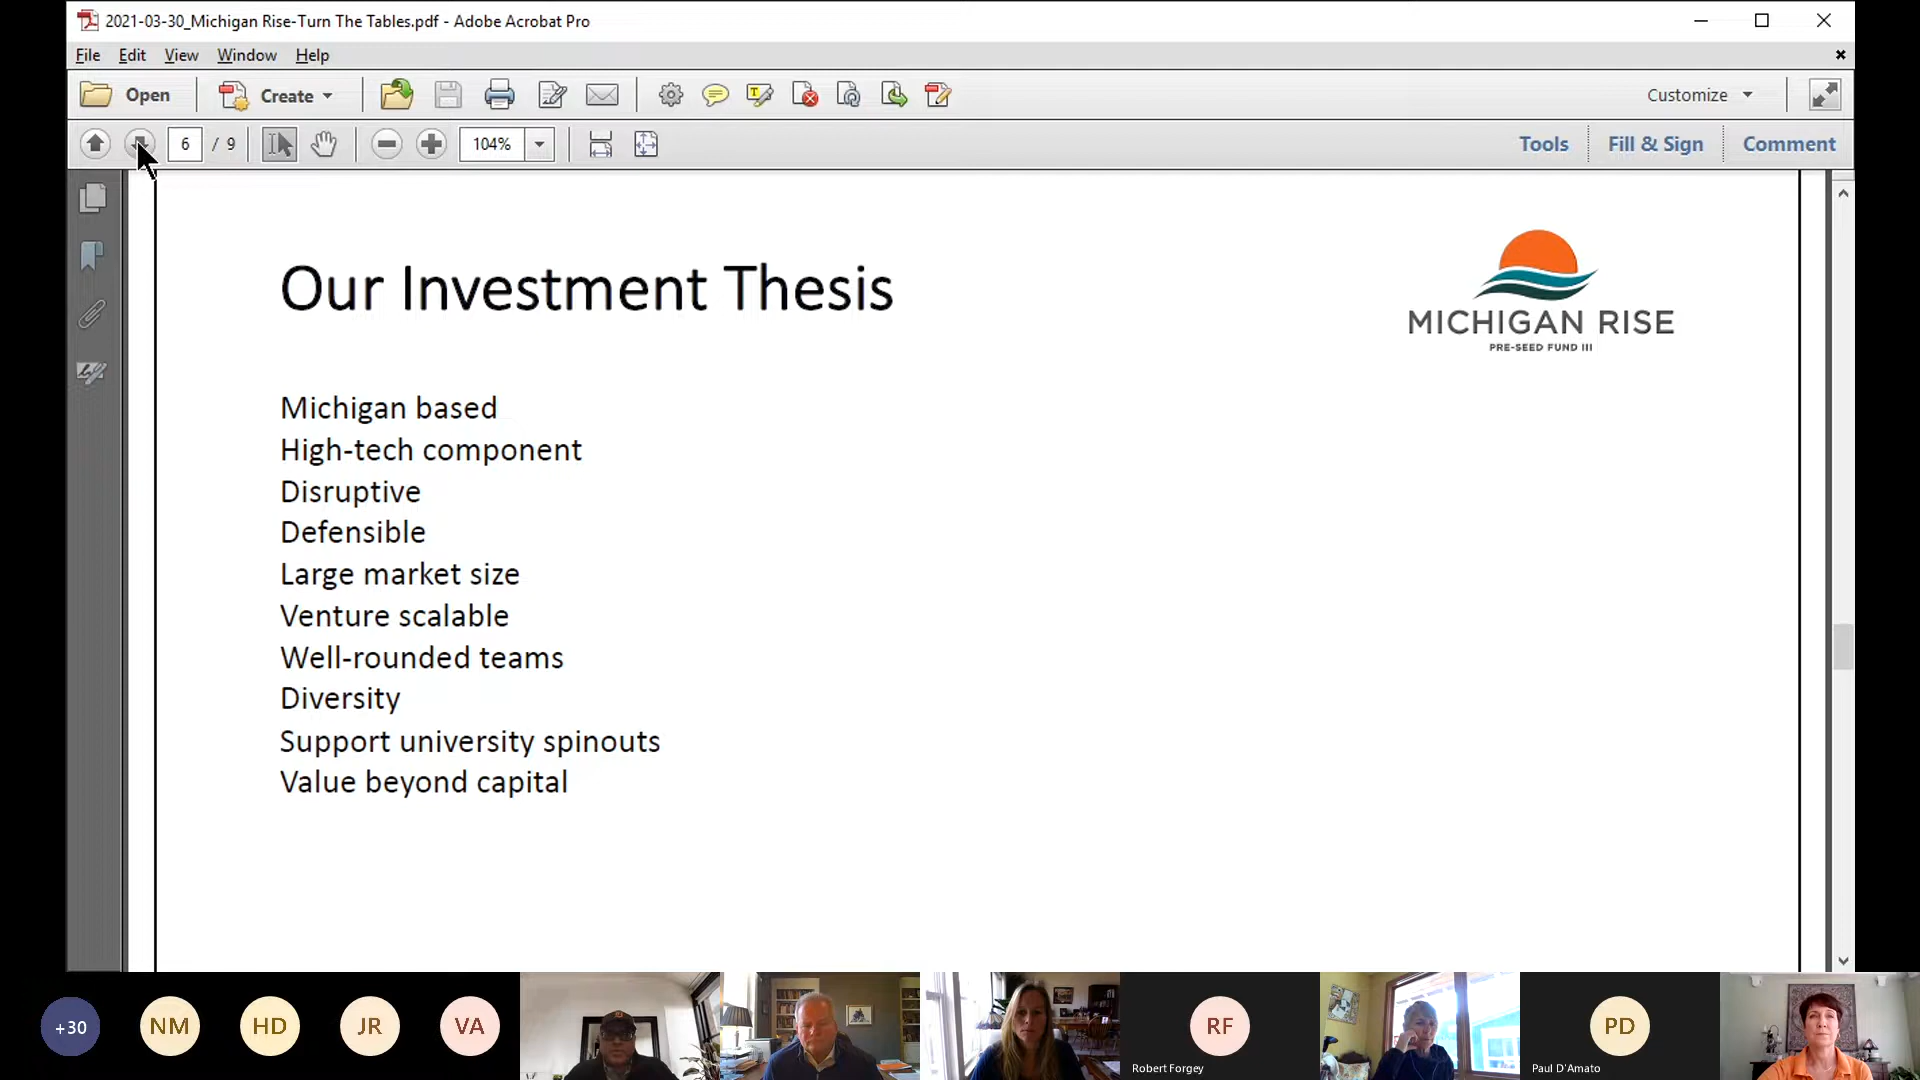 2021-03-30_Michigan Rise-Turn The Tables.pdf - Adobe Acrobat Pro
File Edit View Window Help
Open Create Customize
6 / 9 104% Tools Fill & Sign Comment
Our Investment Thesis
MICHIGAN RISE
PRE-SEED FUND III
Michigan based
High-tech component
Disruptive
Defensible
Large market size
Venture scalable
Well-rounded teams
Diversity
Support university spinouts
Value beyond capital
+30 NM HD JR VA RF PD
Robert Forgey Paul D'Amato